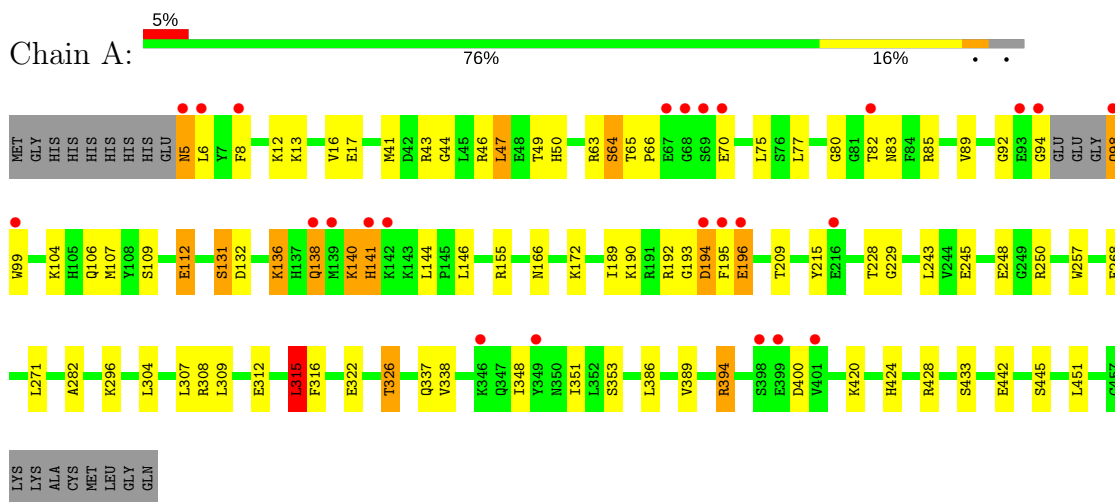 5%
Chain A:
76% 16% • •
MET GLY HIS HIS HIS HIS HIS HIS GLU N5 L6 Y7 F8 K12 K13 V16 E17 M41 D42 R43 G44 L45 R46 L47 E48 T49 H50 R63 S64 T65 P66 E67 G68 S69 E70 L75 S76 L77 G80 G81 T82 N83 F84 R85 V89 G92 E93 G94 GLU GLU GLY D98
W99 K104 H105 Q106 M107 Y108 S109 E112 S131 D132 K136 H137 Q138 M139 K140 H141 K142 K143 L144 P145 L146 R155 N166 K172 I189 K190 R191 R192 G193 D194 F195 E196 T209 Y215 E216 T228 G229 L243 V244 E245 E248 G249 R250 W257
L271 A282 K296 L304 L307 R308 L309 E312 L315 F316 E322 T326 Q337 V338 K346 Q347 I348 Y349 N350 I351 L352 S353 L386 V389 R394 S398 E399 D400 V401 K420 H424 R428 S433 E442 S445 L451 C457
LYS LYS ALA CYS MET LEU GLY GLN